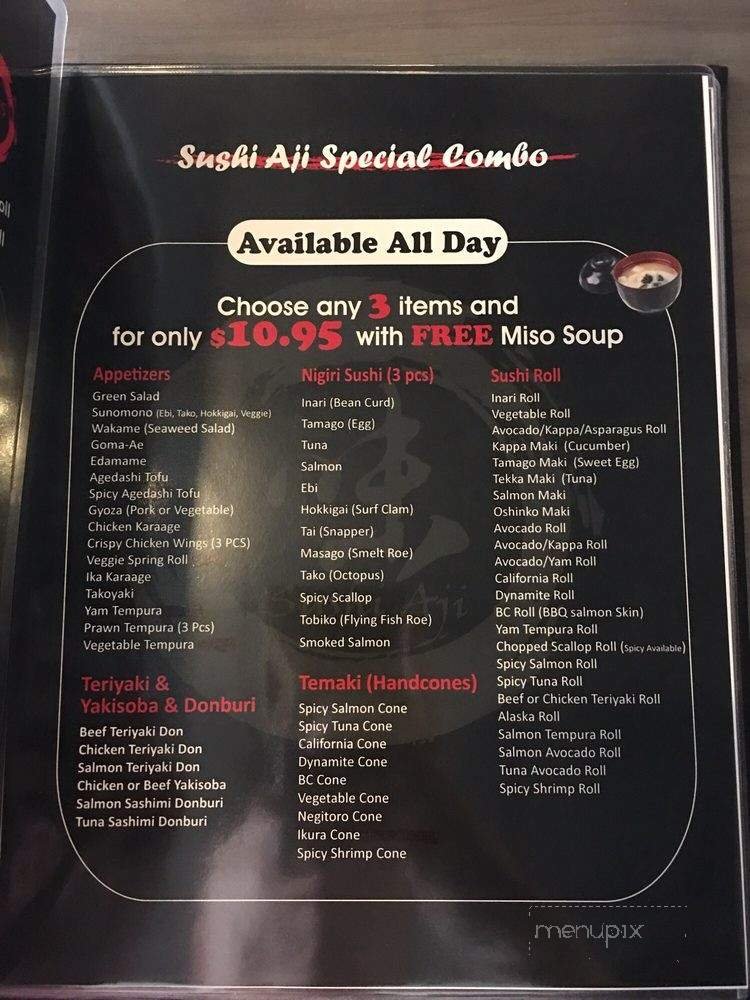 Sushi Aji Special Combo
Available All Day
Choose any 3 items and
for only $10.95 with FREE Miso Soup
Appetizers
Green Salad
Sunomono (Ebi, Tako, Hokkigai, Veggie)
Wakame (Seaweed Salad)
Goma-Ae
Edamame
Agedashi Tofu
Spicy Agedashi Tofu
Gyoza (Pork or Vegetable)
Chicken Karaage
Crispy Chicken Wings (3 PCS)
Veggie Spring Roll
Ika Karaage
Takoyaki
Yam Tempura
Prawn Tempura (3 Pcs)
Vegetable Tempura
Teriyaki &
Yakisoba & Donburi
Beef Teriyaki Don
Chicken Teriyaki Don
Salmon Teriyaki Don
Chicken or Beef Yakisoba
Salmon Sashimi Donburi
Tuna Sashimi Donburi
Nigiri Sushi (3 pcs)
Inari (Bean Curd)
Tamago (Egg)
Tuna
Salmon
Ebi
Hokkigai (Surf Clam)
Tai (Snapper)
Masago (Smelt Roe)
Tako (Octopus)
Spicy Scallop
Tobiko (Flying Fish Roe)
Smoked Salmon
Temaki (Handcones)
Spicy Salmon Cone
Spicy Tuna Cone
California Cone
Dynamite Cone
BC Cone
Vegetable Cone
Negitoro Cone
Ikura Cone
Spicy Shrimp Cone
Sushi Roll
Inari Roll
Vegetable Roll
Avocado/Kappa/Asparagus Roll
Kappa Maki (Cucumber)
Tamago Maki (Sweet Egg)
Tekka Maki (Tuna)
Salmon Maki
Oshinko Maki
Avocado Roll
Avocado/Kappa Roll
Avocado/Yam Roll
California Roll
Dynamite Roll
BC Roll (BBQ salmon Skin)
Yam Tempura Roll
Chopped Scallop Roll (Spicy Available)
Spicy Salmon Roll
Spicy Tuna Roll
Beef or Chicken Teriyaki Roll
Alaska Roll
Salmon Tempura Roll
Salmon Avocado Roll
Tuna Avocado Roll
Spicy Shrimp Roll
味
Aji
menupix